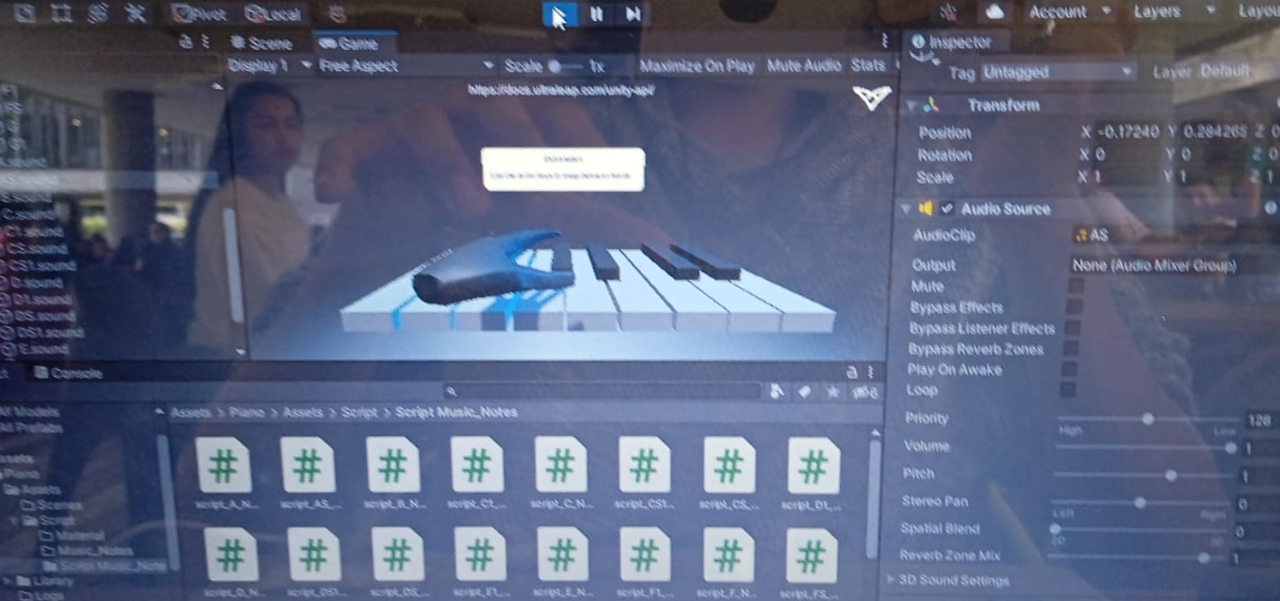 Pivot Local Account Layers Layou
Scene Game
Display 1 Free Aspect Scale 1x Maximize On Play Mute Audio Stats
https://docs.ultraleap.com/unity-api/
Inspector
Tag Untagged Layer Default
Transform
Position X -0.17240 Y 0.284263 Z 0
Rotation X 0 Y 0 Z 0
Scale X 1 Y 1 Z 1
Audio Source
AudioClip AS
Output None (Audio Mixer Group)
Mute
Bypass Effects
Bypass Listener Effects
Bypass Reverb Zones
Play On Awake
Loop
Priority 128
High Low
Volume 1
Pitch 1
Stereo Pan 0
Left Right
Spatial Blend 0
2D 3D
Reverb Zone Mix 1
3D Sound Settings
C.sound
C1.sound
CS.sound
CS1.sound
D.sound
D1.sound
DS.sound
DS1.sound
E.sound
Console
All Models
All Prefabs
Assets
Piano
Assets
Scenes
Script
Material
Music_Notes
Script Music_Note
Library
Logs
Assets > Piano > Assets > Script > Script Music_Notes
script_A_N... script_AS_... script_B_N... script_C1_... script_C_N... script_CS1... script_CS_... script_D1_...
script_D_N... script_DS1... script_DS_... script_E1_... script_E_N... script_F1_... script_F_N... script_FS_...